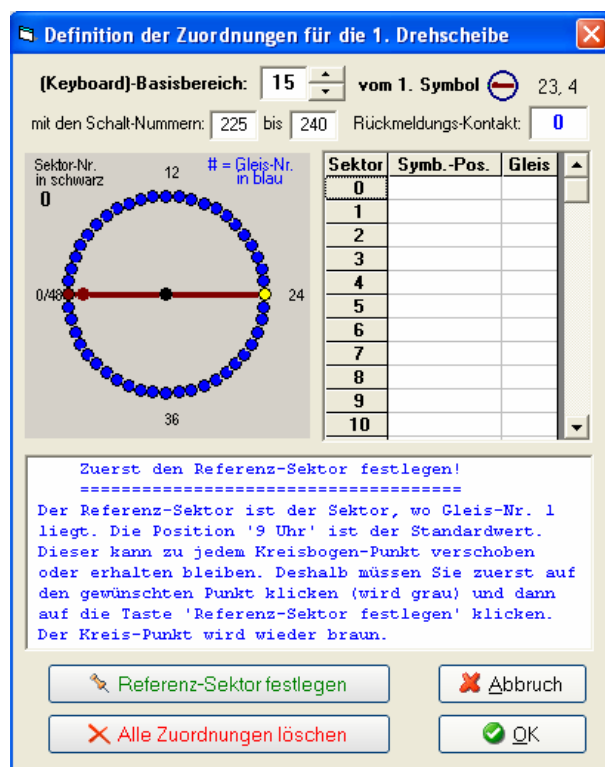 Definition der Zuordnungen für die 1. Drehscheibe
(Keyboard)-Basisbereich: 15 vom 1. Symbol 23, 4
mit den Schalt-Nummern: 225 bis 240 Rückmeldungs-Kontakt: 0
Sektor-Nr. in schwarz
0
# = Gleis-Nr. in blau
12
0/48
24
36
Sektor Symb.-Pos. Gleis
0
1
2
3
4
5
6
7
8
9
10
Zuerst den Referenz-Sektor festlegen!
=====================================
Der Referenz-Sektor ist der Sektor, wo Gleis-Nr. 1
liegt. Die Position '9 Uhr' ist der Standardwert.
Dieser kann zu jedem Kreisbogen-Punkt verschoben
oder erhalten bleiben. Deshalb müssen Sie zuerst auf
den gewünschten Punkt klicken (wird grau) und dann
auf die Taste 'Referenz-Sektor festlegen' klicken.
Der Kreis-Punkt wird wieder braun.
Referenz-Sektor festlegen Abbruch
Alle Zuordnungen löschen OK